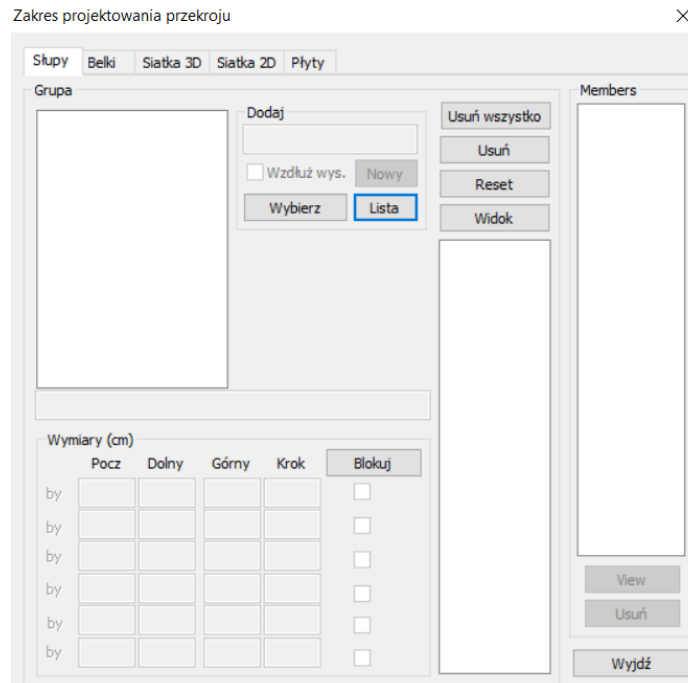 Zakres projektowania przekroju
Słupy Belki Siatka 3D Siatka 2D Płyty
Grupa
Dodaj
Wzdłuż wys. Nowy
Wybierz Lista
Usuń wszystko
Usuń
Reset
Widok
Members
Wymiary (cm)
Pocz Dolny Górny Krok Blokuj
by
by
by
by
by
by
View
Usuń
Wyjdź